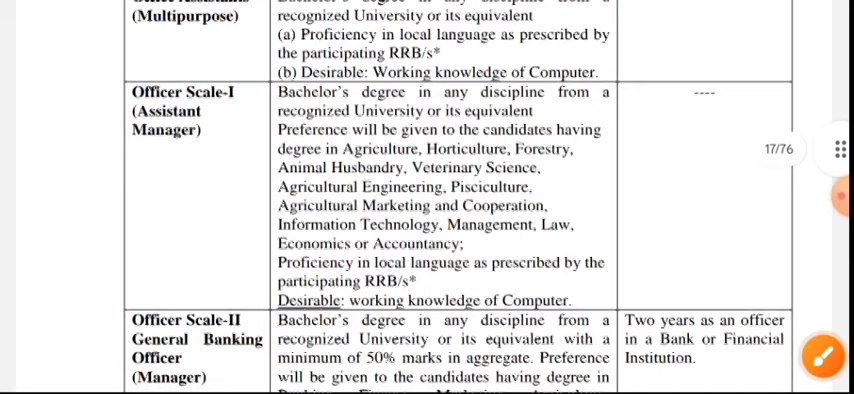 (Multipurpose)
recognized University or its equivalent
(a) Proficiency in local language as prescribed by
the participating RRB/s*
(b) Desirable: Working knowledge of Computer.
Officer Scale-I
(Assistant
Manager)
Bachelor's degree in any discipline from a
recognized University or its equivalent
Preference will be given to the candidates having
degree in Agriculture, Horticulture, Forestry,
Animal Husbandry, Veterinary Science,
Agricultural Engineering, Pisciculture,
Agricultural Marketing and Cooperation,
Information Technology, Management, Law,
Economics or Accountancy;
Proficiency in local language as prescribed by the
participating RRB/s*
Desirable: working knowledge of Computer.
----
17/76
Officer Scale-II
General Banking
Officer
(Manager)
Bachelor's degree in any discipline from a
recognized University or its equivalent with a
minimum of 50% marks in aggregate. Preference
will be given to the candidates having degree in
Two years as an officer
in a Bank or Financial
Institution.